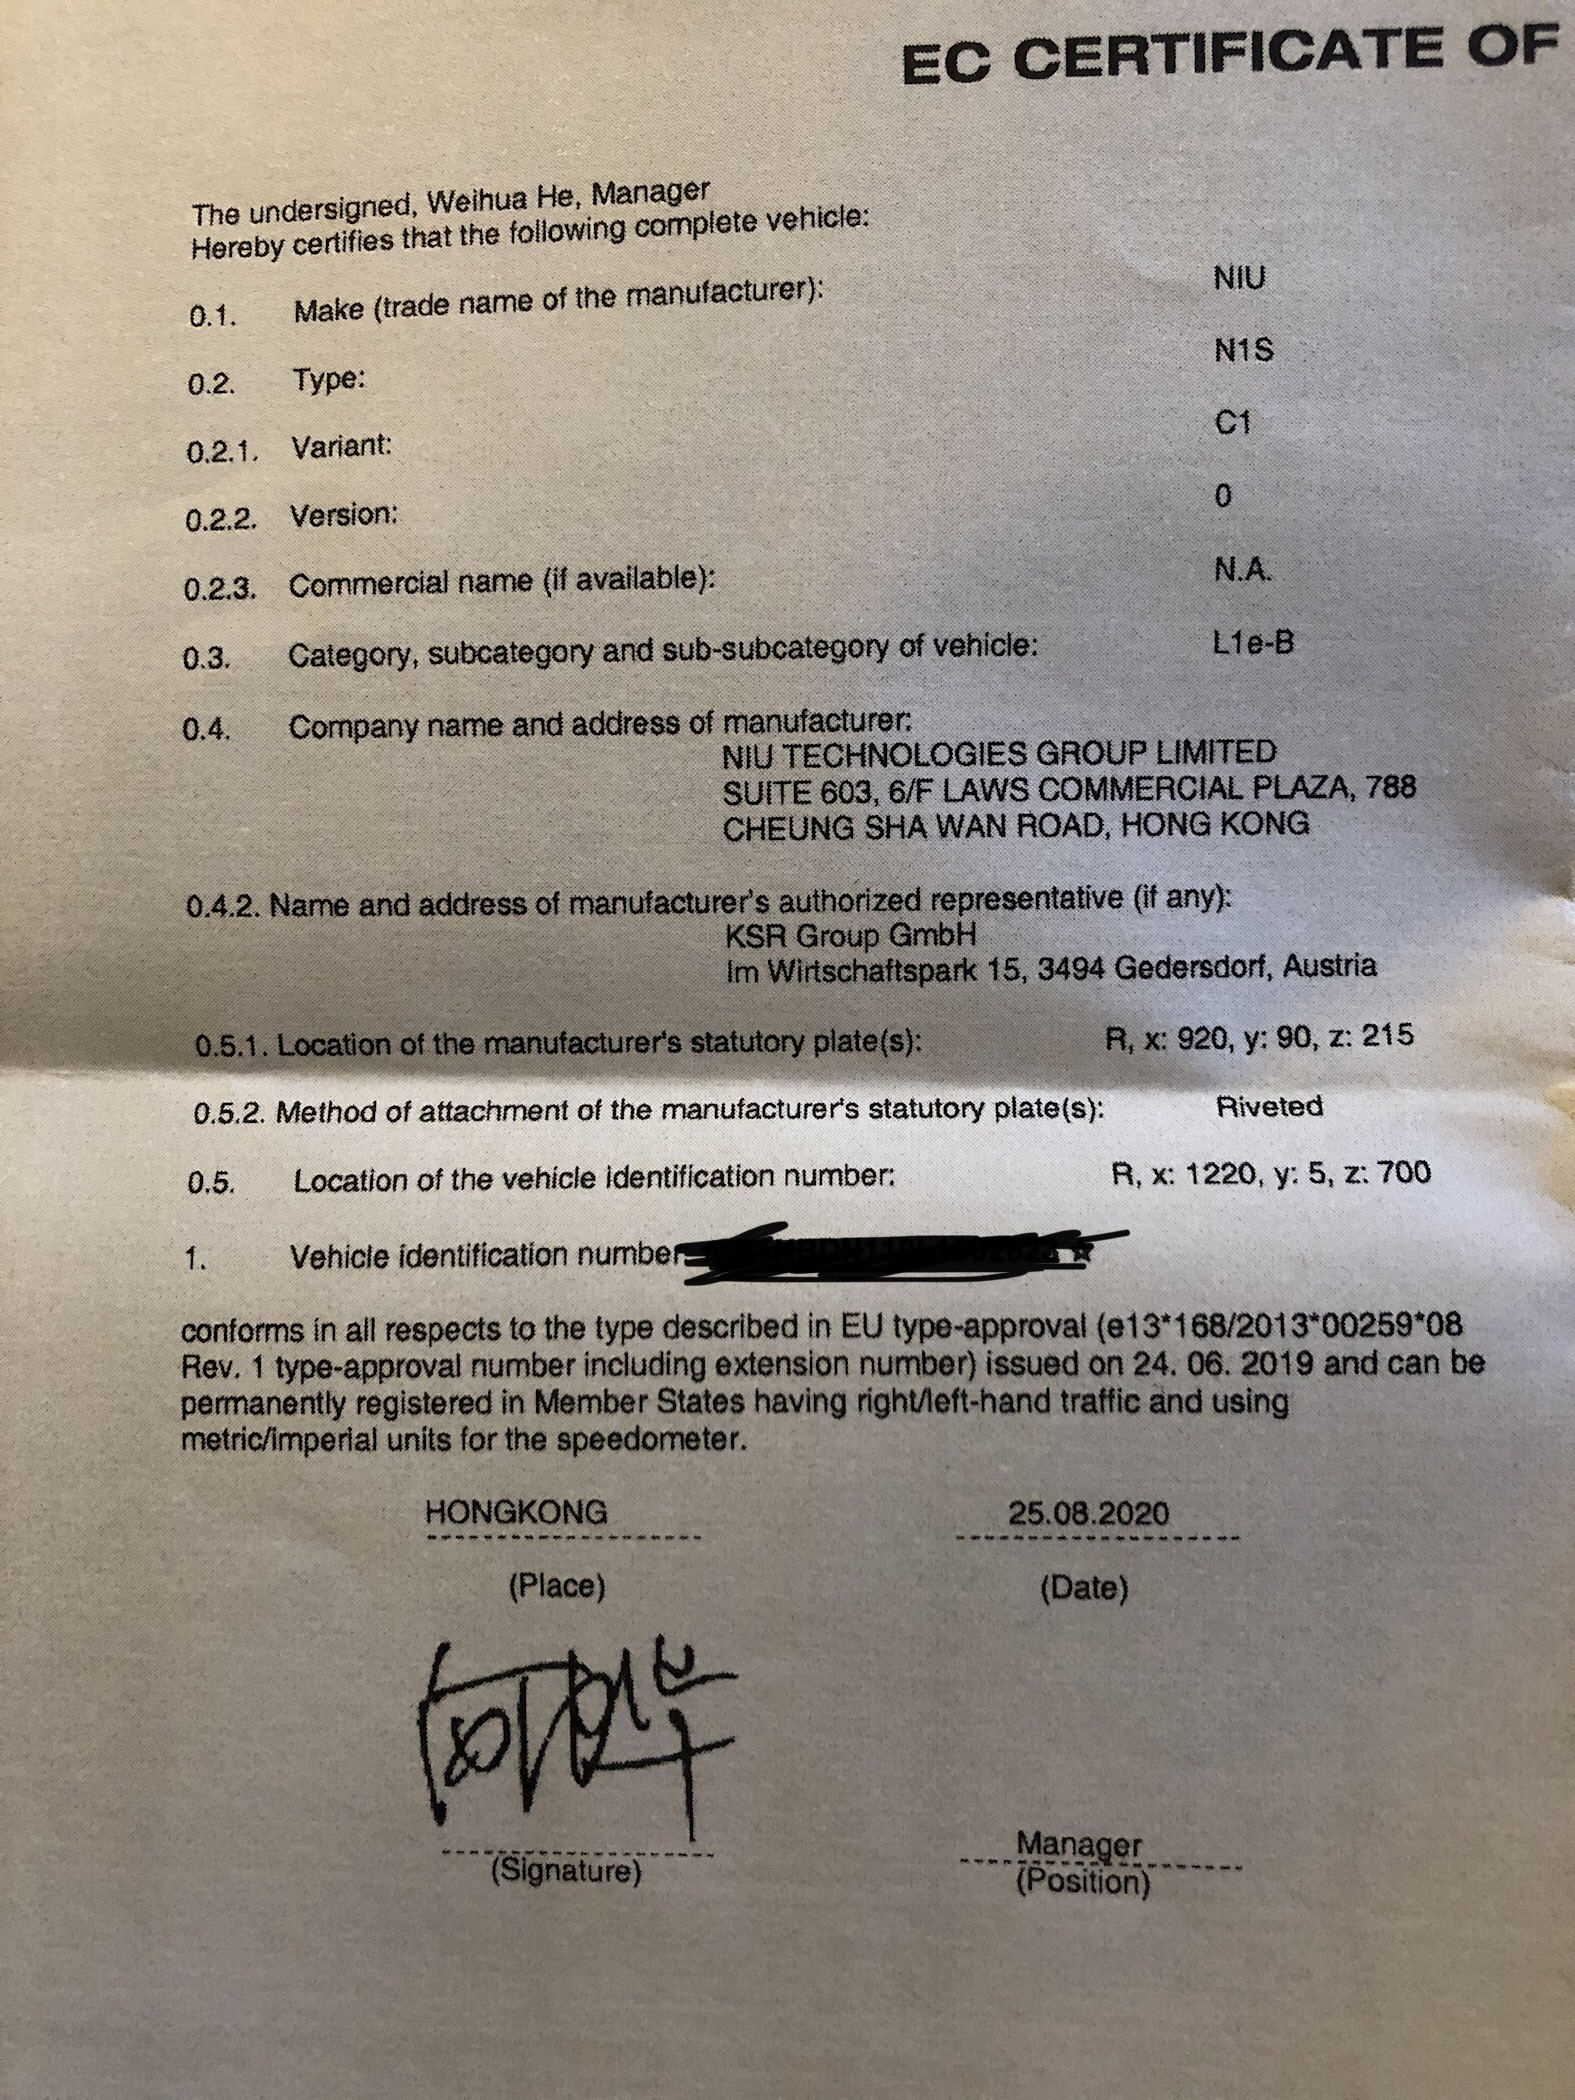 EC CERTIFICATE OF
The undersigned, Weihua He, Manager
Hereby certifies that the following complete vehicle:
0.1. Make (trade name of the manufacturer): NIU
0.2. Type: N1S
0.2.1. Variant: C1
0.2.2. Version: 0
0.2.3. Commercial name (if available): N.A.
0.3. Category, subcategory and sub-subcategory of vehicle: L1e-B
0.4. Company name and address of manufacturer:
NIU TECHNOLOGIES GROUP LIMITED
SUITE 603, 6/F LAWS COMMERCIAL PLAZA, 788
CHEUNG SHA WAN ROAD, HONG KONG
0.4.2. Name and address of manufacturer's authorized representative (if any):
KSR Group GmbH
Im Wirtschaftspark 15, 3494 Gedersdorf, Austria
0.5.1. Location of the manufacturer's statutory plate(s): R, x: 920, y: 90, z: 215
0.5.2. Method of attachment of the manufacturer's statutory plate(s): Riveted
0.5. Location of the vehicle identification number: R, x: 1220, y: 5, z: 700
1. Vehicle identification number
conforms in all respects to the type described in EU type-approval (e13*168/2013*00259*08
Rev. 1 type-approval number including extension number) issued on 24. 06. 2019 and can be
permanently registered in Member States having right/left-hand traffic and using
metric/imperial units for the speedometer.
HONGKONG 25.08.2020
(Place) (Date)
Manager
(Signature) (Position)